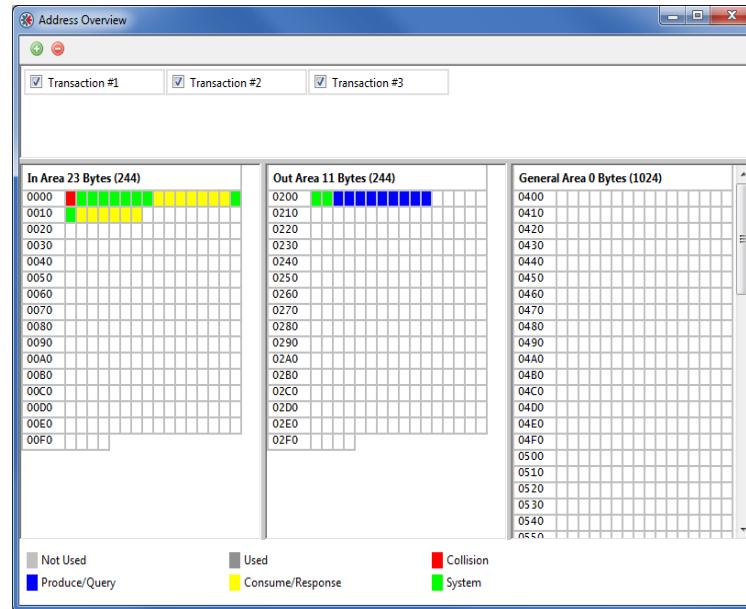 Address Overview
Transaction #1 Transaction #2 Transaction #3
In Area 23 Bytes (244)
0000
0010
0020
0030
0040
0050
0060
0070
0080
0090
00A0
00B0
00C0
00D0
00E0
00F0
Out Area 11 Bytes (244)
0200
0210
0220
0230
0240
0250
0260
0270
0280
0290
02A0
02B0
02C0
02D0
02E0
02F0
General Area 0 Bytes (1024)
0400
0410
0420
0430
0440
0450
0460
0470
0480
0490
04A0
04B0
04C0
04D0
04E0
04F0
0500
0510
0520
0530
0540
0550
Not Used Used Collision
Produce/Query Consume/Response System